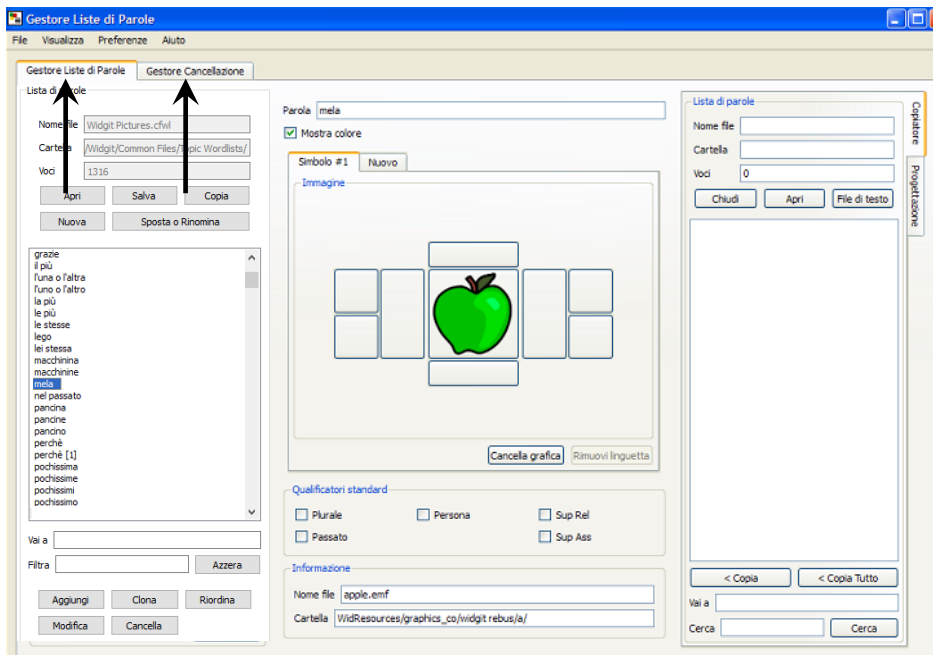 Gestore Liste di Parole
File Visualizza Preferenze Aiuto
Gestore Liste di Parole Gestore Cancellazione
Lista di parole
Nome file Widgit Pictures.cfwl
Cartella /Widgit/Common Files/Topic Wordlists/
Voci 1316
Apri Salva Copia
Nuova Sposta o Rinomina
grazie
il più
l'una o l'altra
l'uno o l'altro
la più
le più
le stesse
lego
lei stessa
macchinina
macchinine
mela
nel passato
pancina
pancine
pancino
perchè
perchè [1]
pochissima
pochissime
pochissimi
pochissimo
Vai a
Filtra Azzera
Aggiungi Clona Riordina
Modifica Cancella
Parola mela
Mostra colore
Simbolo #1 Nuovo
Immagine
Cancella grafica Rimuovi linguetta
Qualificatori standard
Plurale Persona Sup Rel
Passato Sup Ass
Informazione
Nome file apple.emf
Cartella WidResources/graphics_co/widgit rebus/a/
Lista di parole
Nome file
Cartella
Voci 0
Chiudi Apri File di testo
< Copia < Copia Tutto
Vai a
Cerca Cerca
Copiatore
Progettazione